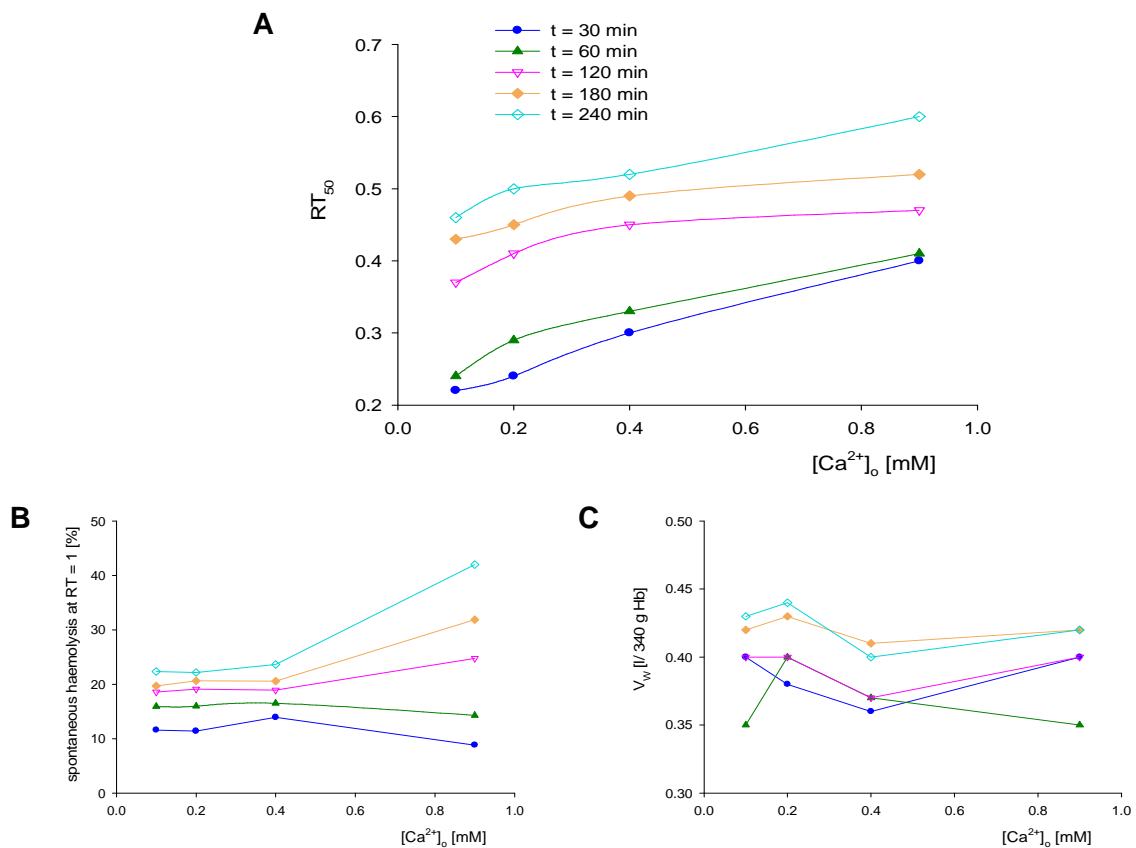 A
t = 30 min
t = 60 min
t = 120 min
t = 180 min
t = 240 min
0.7
0.6
0.5
0.4
0.3
0.2
RT50
0.0 0.2 0.4 0.6 0.8 1.0
[Ca2+]o [mM]
B
50
40
30
20
10
0
spontaneous haemolysis at RT = 1 [%]
0.0 0.2 0.4 0.6 0.8 1.0
[Ca2+]o [mM]
C
0.50
0.45
0.40
0.35
0.30
VW [l/ 340 g Hb]
0.0 0.2 0.4 0.6 0.8 1.0
[Ca2+]o [mM]